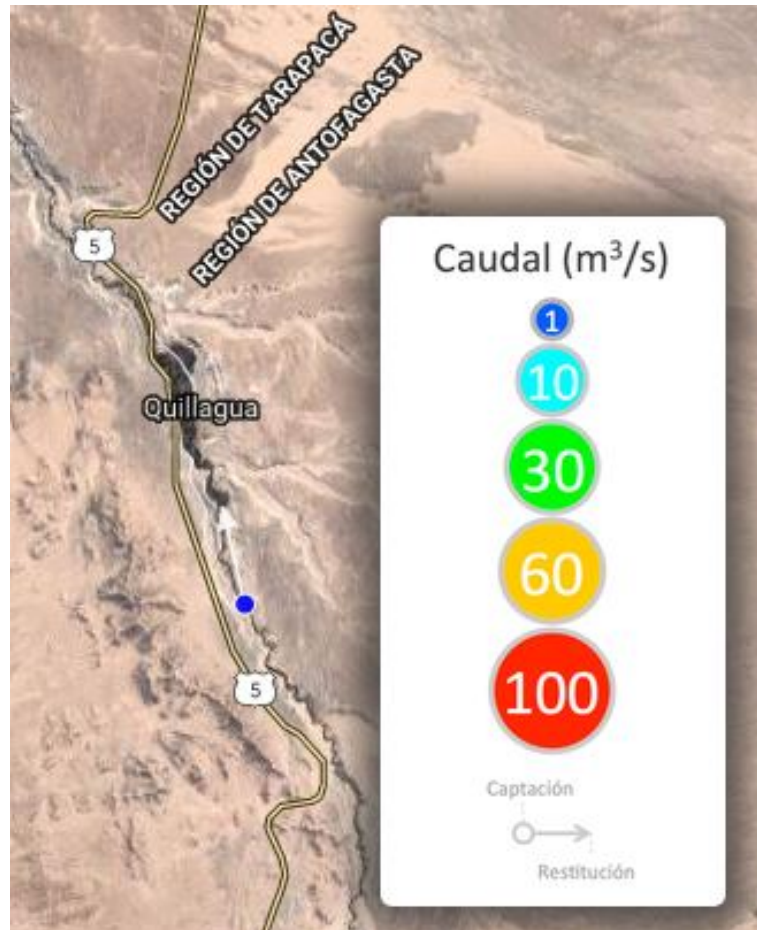 REGIÓN DE TARAPACÁ
REGIÓN DE ANTOFAGASTA
5
Quillagua
5
Caudal (m³/s)
1
10
30
60
100
Captación
Restitución